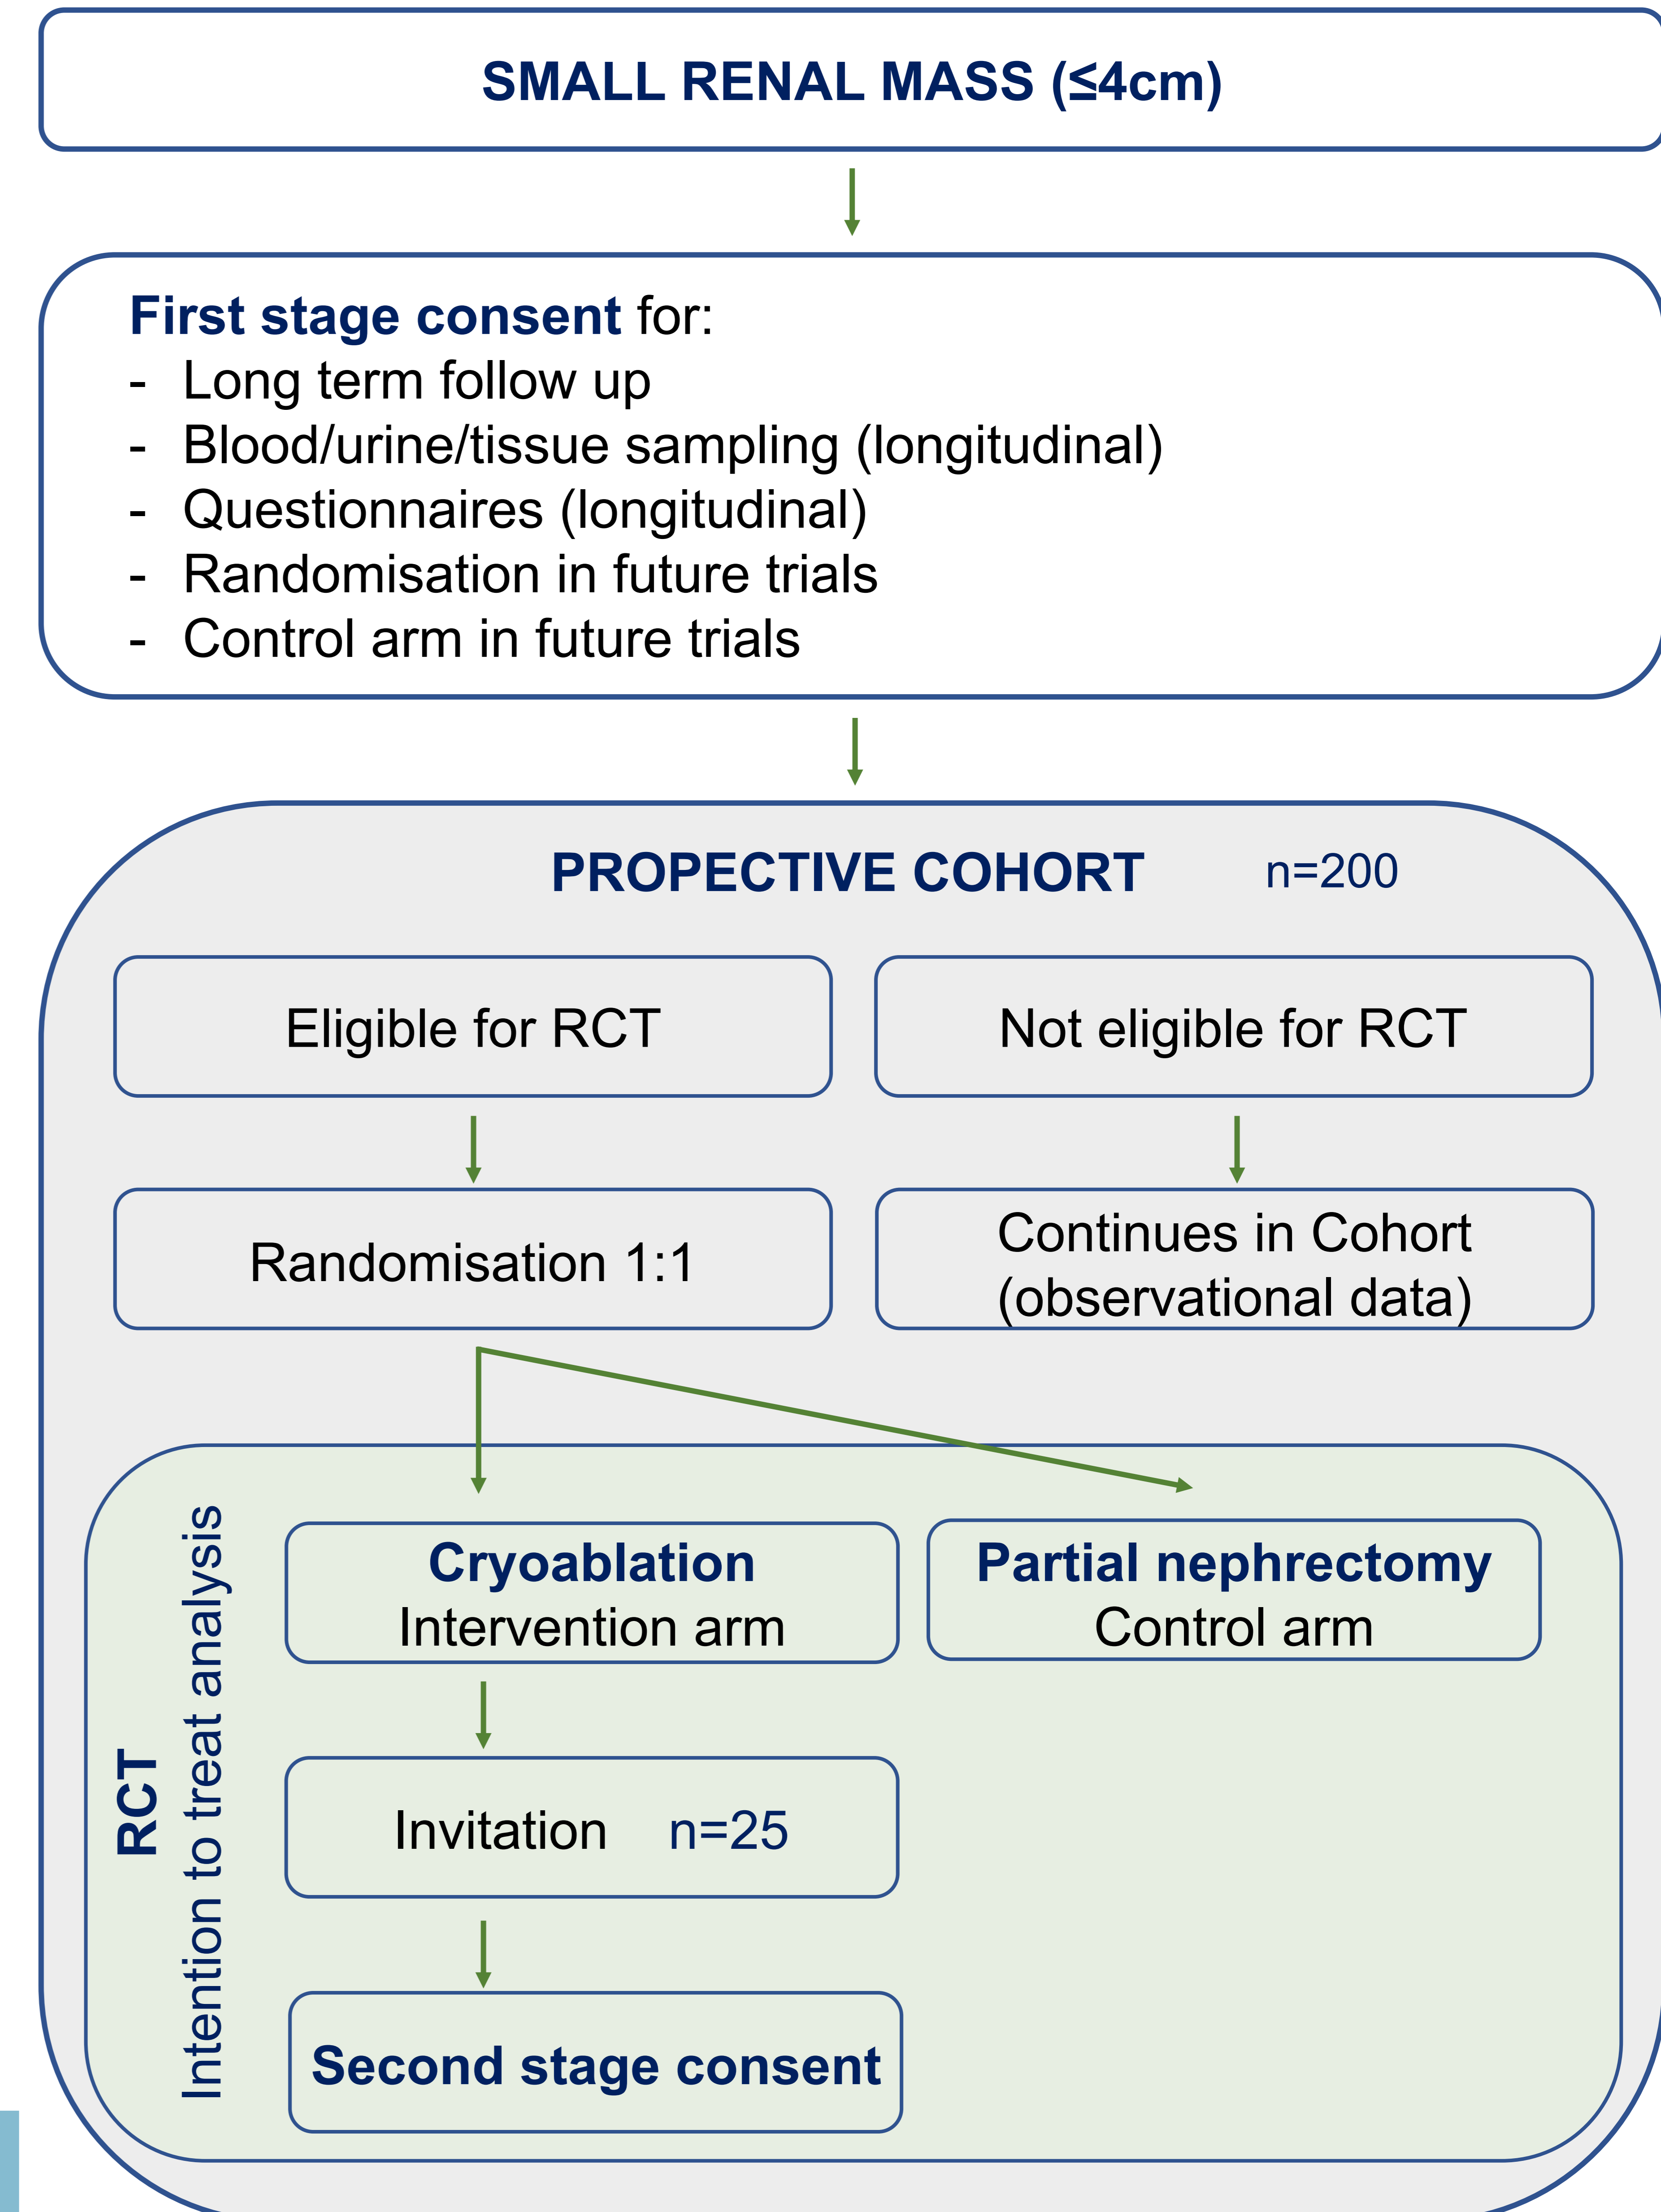 SMALL RENAL MASS (≤4cm)
First stage consent for:
- Long term follow up
- Blood/urine/tissue sampling (longitudinal)
- Questionnaires (longitudinal)
- Randomisation in future trials
- Control arm in future trials
PROPECTIVE COHORT n=200
Eligible for RCT
Not eligible for RCT
Randomisation 1:1
Continues in Cohort
(observational data)
RCT
Intention to treat analysis
Cryoablation
Intervention arm
Partial nephrectomy
Control arm
Invitation n=25
Second stage consent